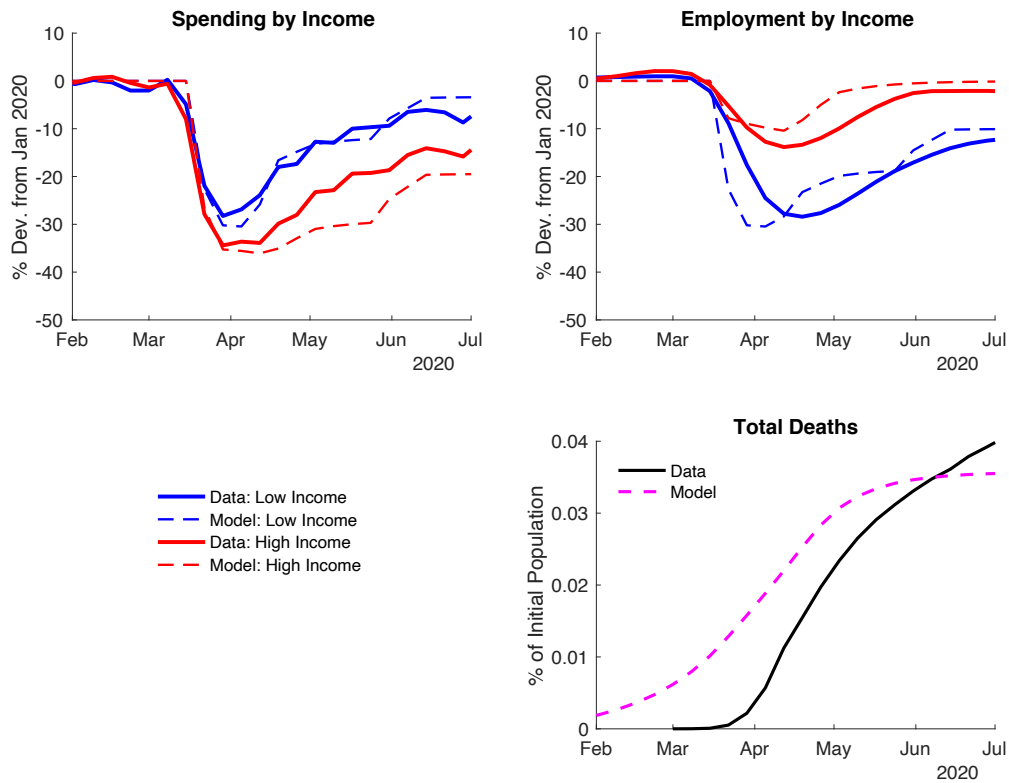 Spending by Income
% Dev. from Jan 2020
10
0
-10
-20
-30
-40
-50
Feb Mar Apr May Jun Jul
2020
Employment by Income
% Dev. from Jan 2020
10
0
-10
-20
-30
-40
-50
Feb Mar Apr May Jun Jul
2020
Data: Low Income
Model: Low Income
Data: High Income
Model: High Income
Total Deaths
% of Initial Population
0.04
0.03
0.02
0.01
0
Data
Model
Feb Mar Apr May Jun Jul
2020